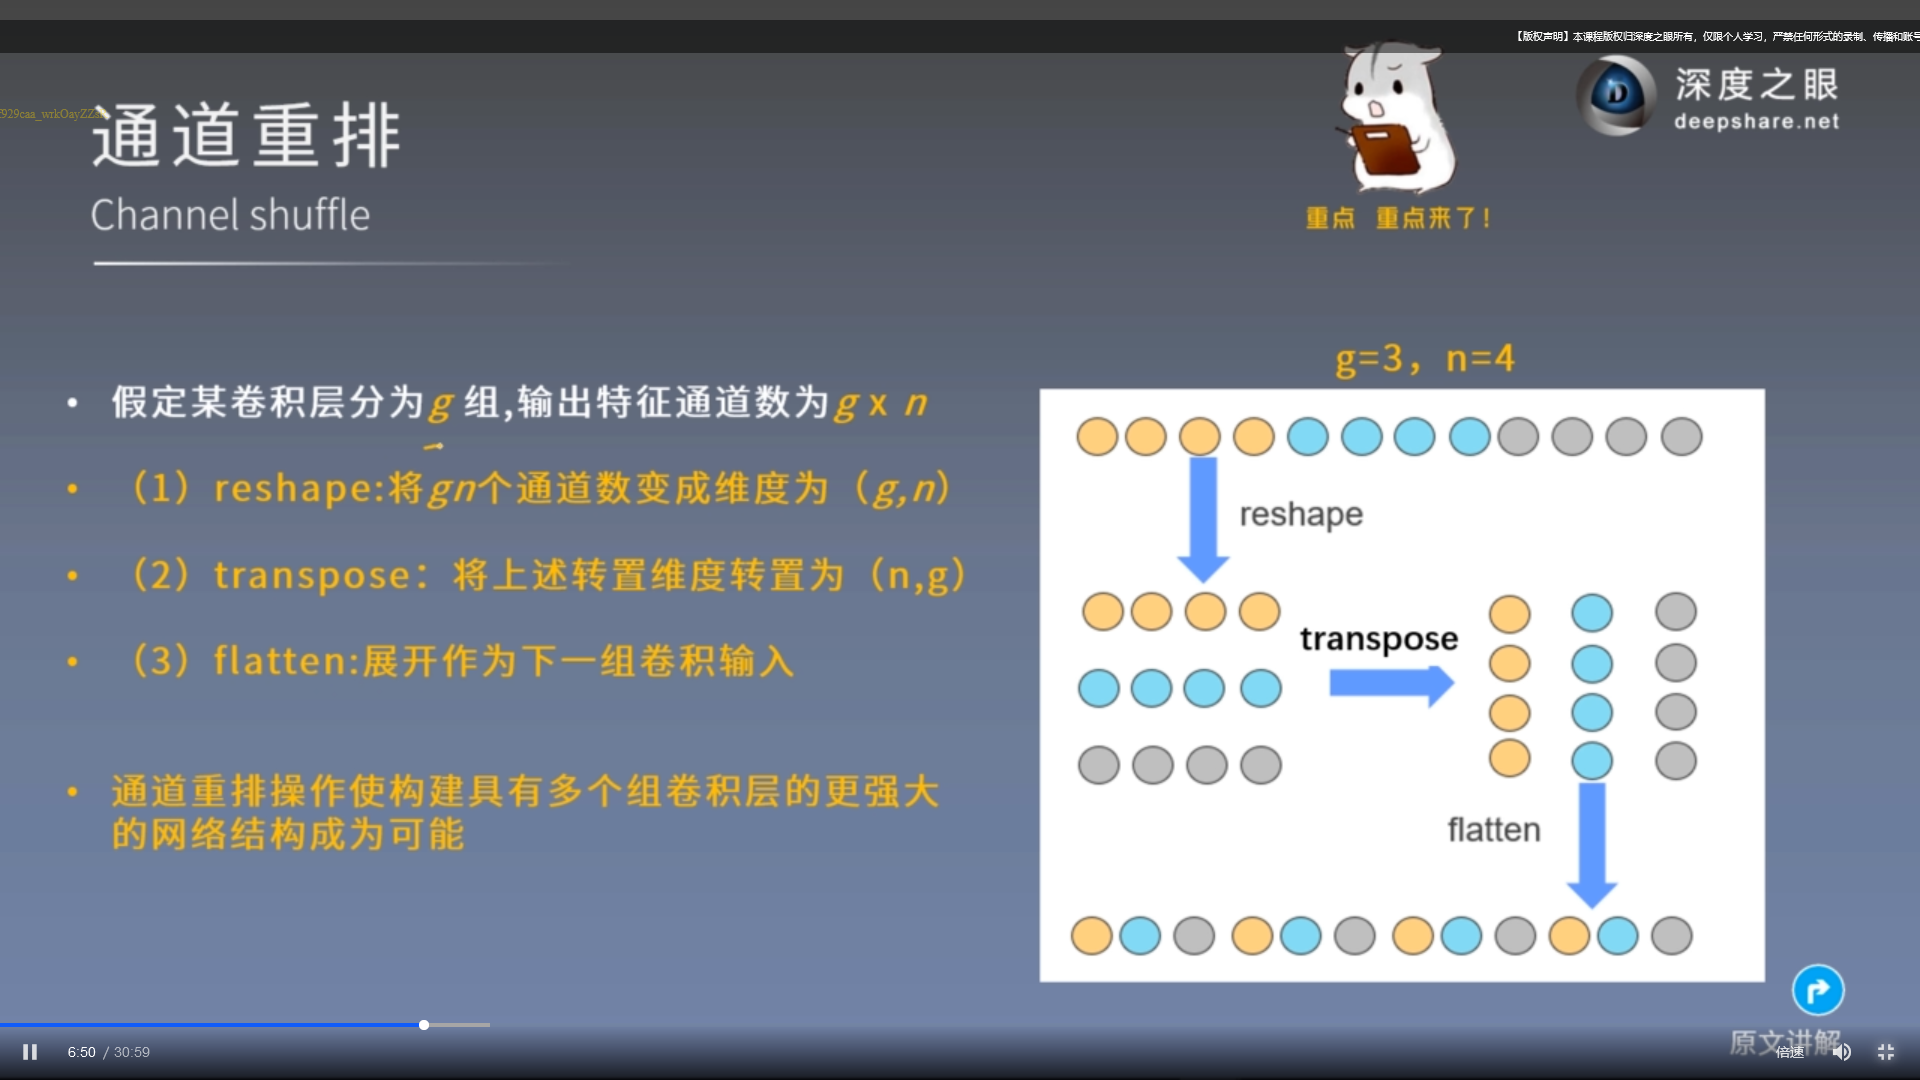 【版权声明】本课程版权归深度之眼所有，仅限个人学习，严禁任何形式的录制、传播和账号
深度之眼
deepshare.net
通道重排
Channel shuffle
重点 重点来了！
g=3，n=4
• 假定某卷积层分为g 组,输出特征通道数为g x n
• （1）reshape:将gn个通道数变成维度为（g,n）
• （2）transpose：将上述转置维度转置为（n,g）
• （3）flatten:展开作为下一组卷积输入
• 通道重排操作使构建具有多个组卷积层的更强大
的网络结构成为可能
reshape
transpose
flatten
原文讲解
6:50 / 30:59
倍速